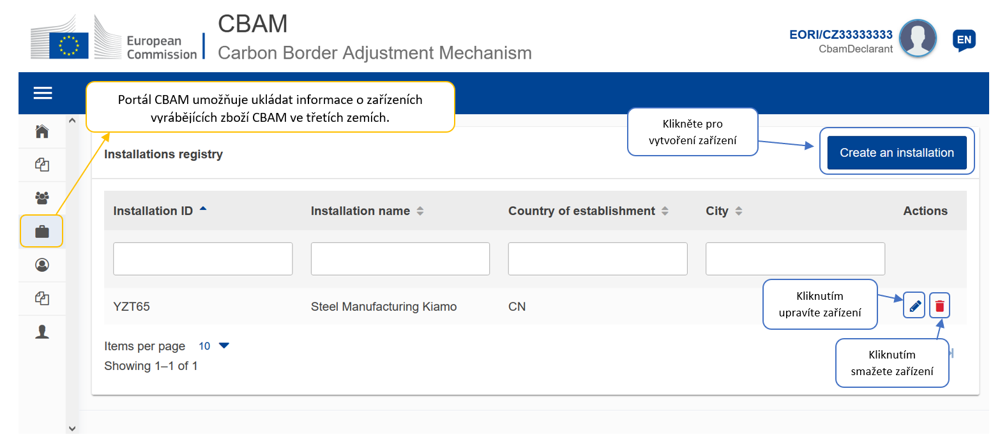 European
Commission
CBAM
Carbon Border Adjustment Mechanism
EORI/CZ33333333
CbamDeclarant
EN
Portál CBAM umožňuje ukládat informace o zařízeních
vyrábějících zboží CBAM ve třetích zemích.
Klikněte pro
vytvoření zařízení
Installations registry
Create an installation
Installation ID
Installation name
Country of establishment
City
Actions
YZT65
Steel Manufacturing Kiamo
CN
Kliknutím
upravíte zařízení
Items per page 10
Showing 1–1 of 1
Kliknutím
smažete zařízení